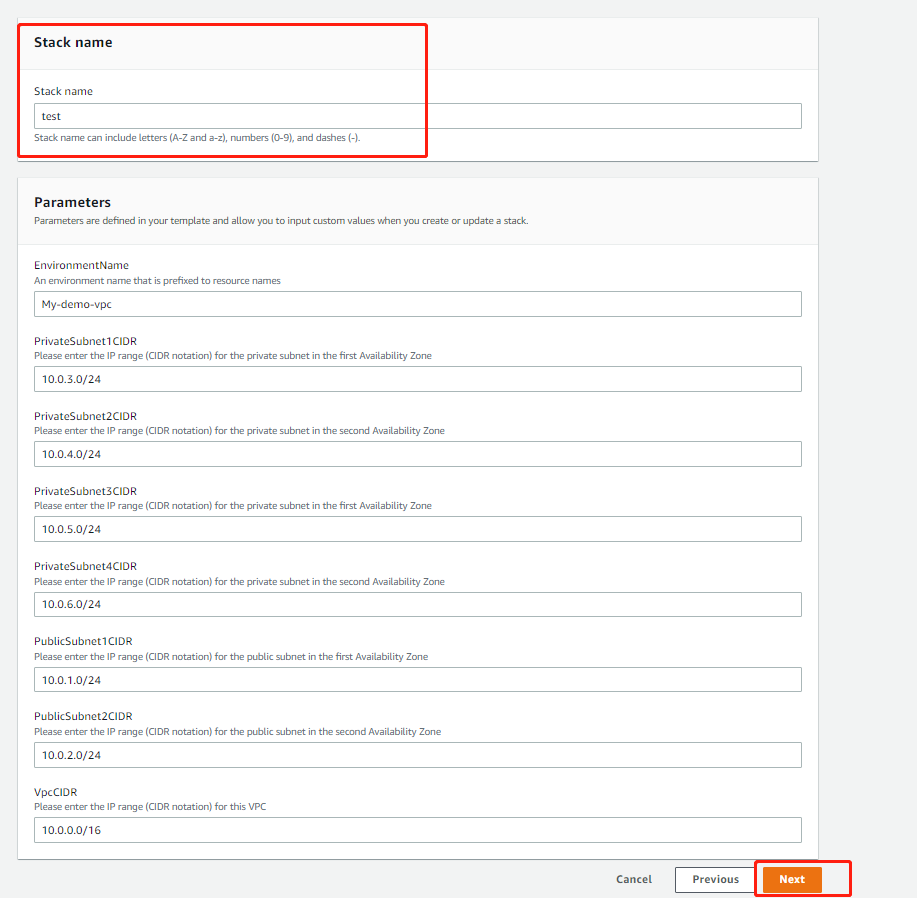 Stack name
Stack name
test
Stack name can include letters (A-Z and a-z), numbers (0-9), and dashes (-).
Parameters
Parameters are defined in your template and allow you to input custom values when you create or update a stack.
EnvironmentName
An environment name that is prefixed to resource names
My-demo-vpc
PrivateSubnet1CIDR
Please enter the IP range (CIDR notation) for the private subnet in the first Availability Zone
10.0.3.0/24
PrivateSubnet2CIDR
Please enter the IP range (CIDR notation) for the private subnet in the second Availability Zone
10.0.4.0/24
PrivateSubnet3CIDR
Please enter the IP range (CIDR notation) for the private subnet in the first Availability Zone
10.0.5.0/24
PrivateSubnet4CIDR
Please enter the IP range (CIDR notation) for the private subnet in the second Availability Zone
10.0.6.0/24
PublicSubnet1CIDR
Please enter the IP range (CIDR notation) for the public subnet in the first Availability Zone
10.0.1.0/24
PublicSubnet2CIDR
Please enter the IP range (CIDR notation) for the public subnet in the second Availability Zone
10.0.2.0/24
VpcCIDR
Please enter the IP range (CIDR notation) for this VPC
10.0.0.0/16
Cancel Previous Next